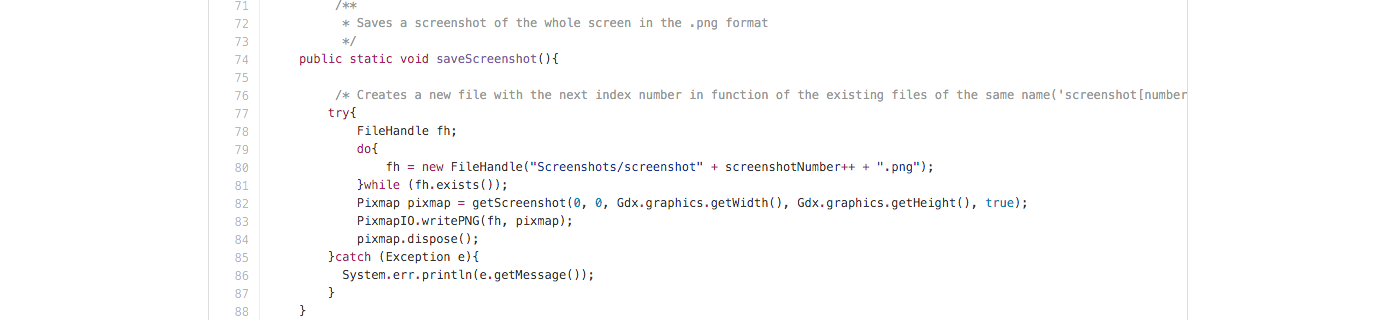 71 /**
72 * Saves a screenshot of the whole screen in the .png format
73 */
74 public static void saveScreenshot(){
75
76 /* Creates a new file with the next index number in function of the existing files of the same name('screenshot[number
77 try{
78 FileHandle fh;
79 do{
80 fh = new FileHandle("Screenshots/screenshot" + screenshotNumber++ + ".png");
81 }while (fh.exists());
82 Pixmap pixmap = getScreenshot(0, 0, Gdx.graphics.getWidth(), Gdx.graphics.getHeight(), true);
83 PixmapIO.writePNG(fh, pixmap);
84 pixmap.dispose();
85 }catch (Exception e){
86 System.err.println(e.getMessage());
87 }
88 }